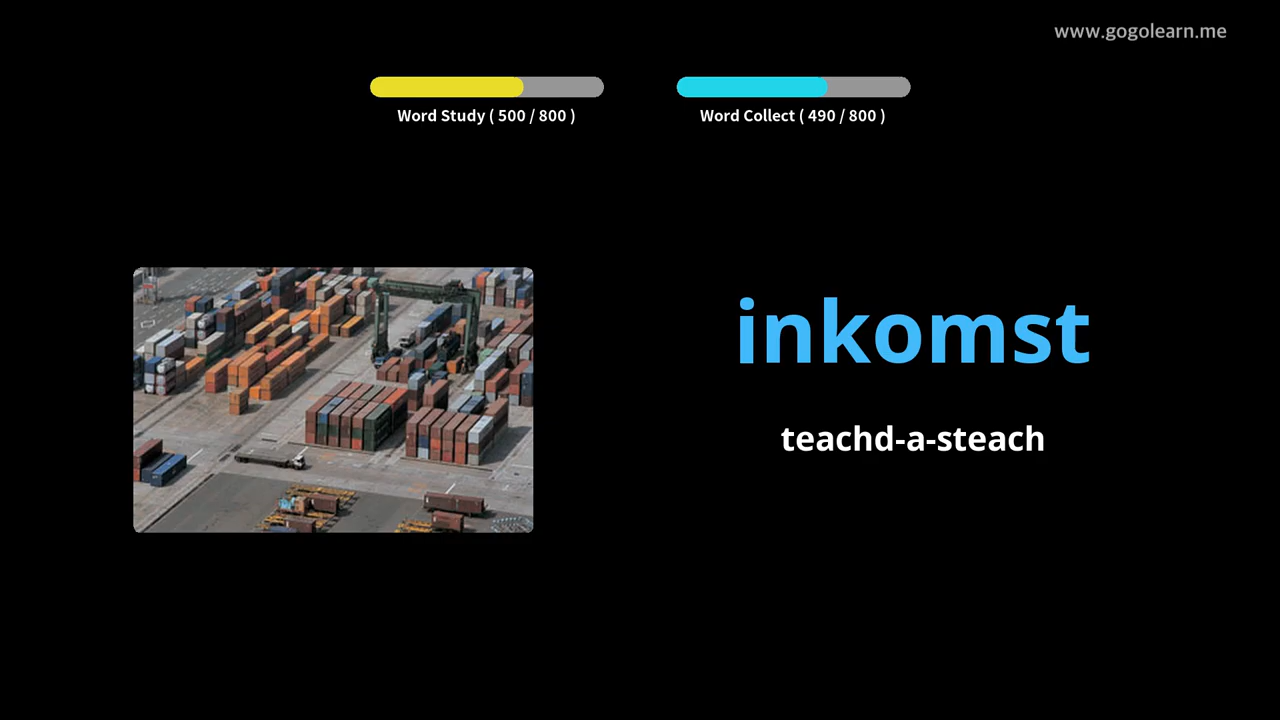 www.gogolearn.me
Word Study ( 500 / 800 )
Word Collect ( 490 / 800 )
inkomst
teachd-a-steach